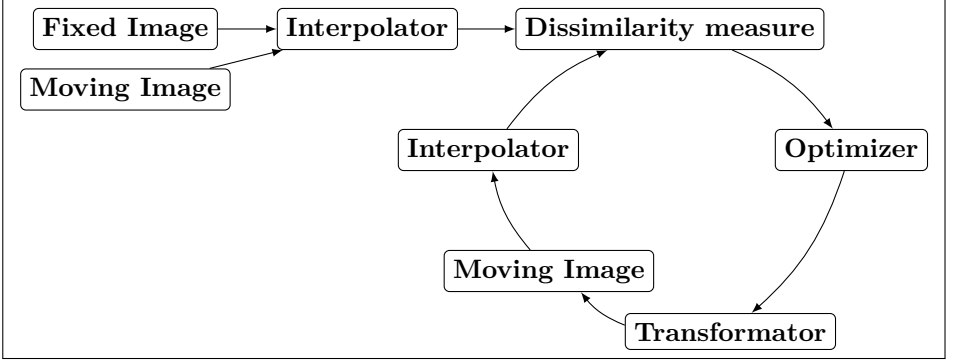 Fixed Image
Interpolator
Dissimilarity measure
Moving Image
Interpolator
Optimizer
Moving Image
Transformator